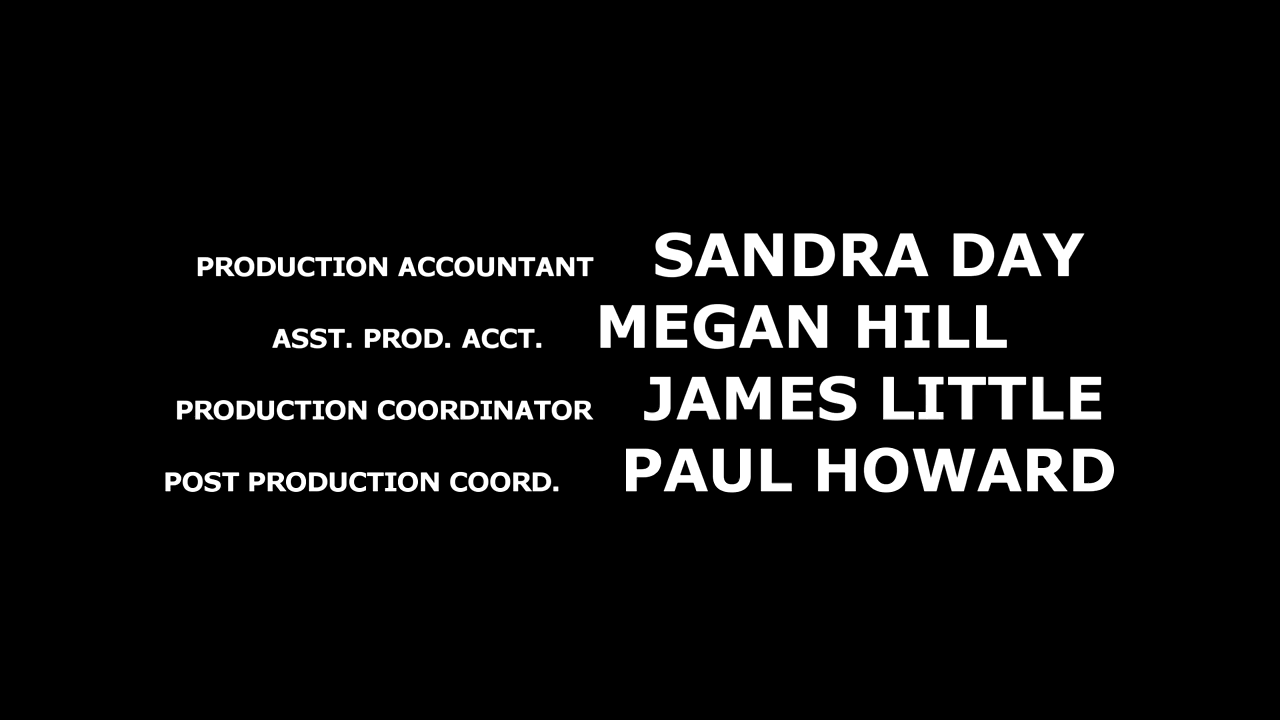 PRODUCTION ACCOUNTANT SANDRA DAY
ASST. PROD. ACCT. MEGAN HILL
PRODUCTION COORDINATOR JAMES LITTLE
POST PRODUCTION COORD. PAUL HOWARD